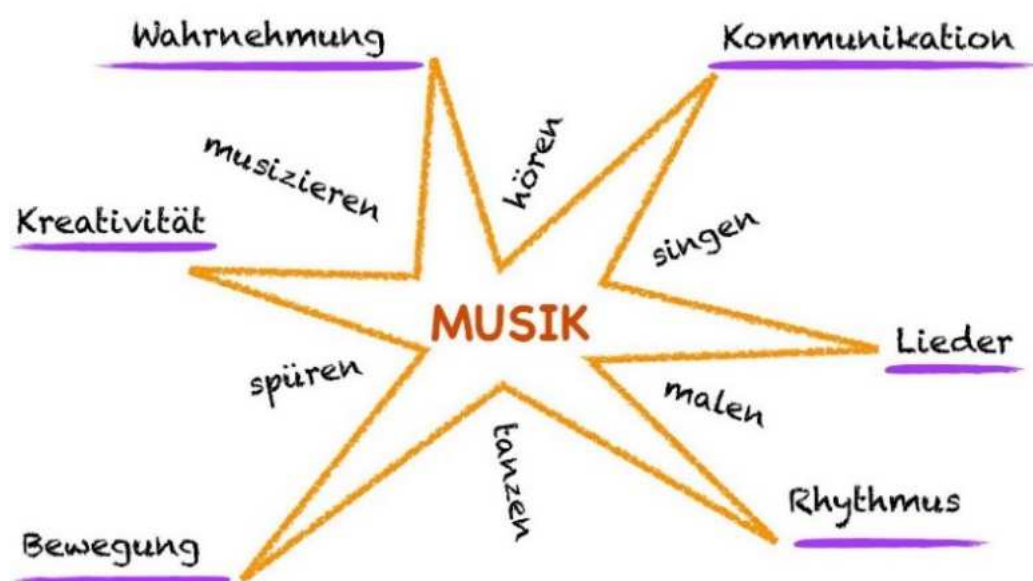 Wahrnehmung
Kommunikation
hören
musizieren
Kreativität
singen
MUSIK
Lieder
spüren
malen
tanzen
Rhythmus
Bewegung